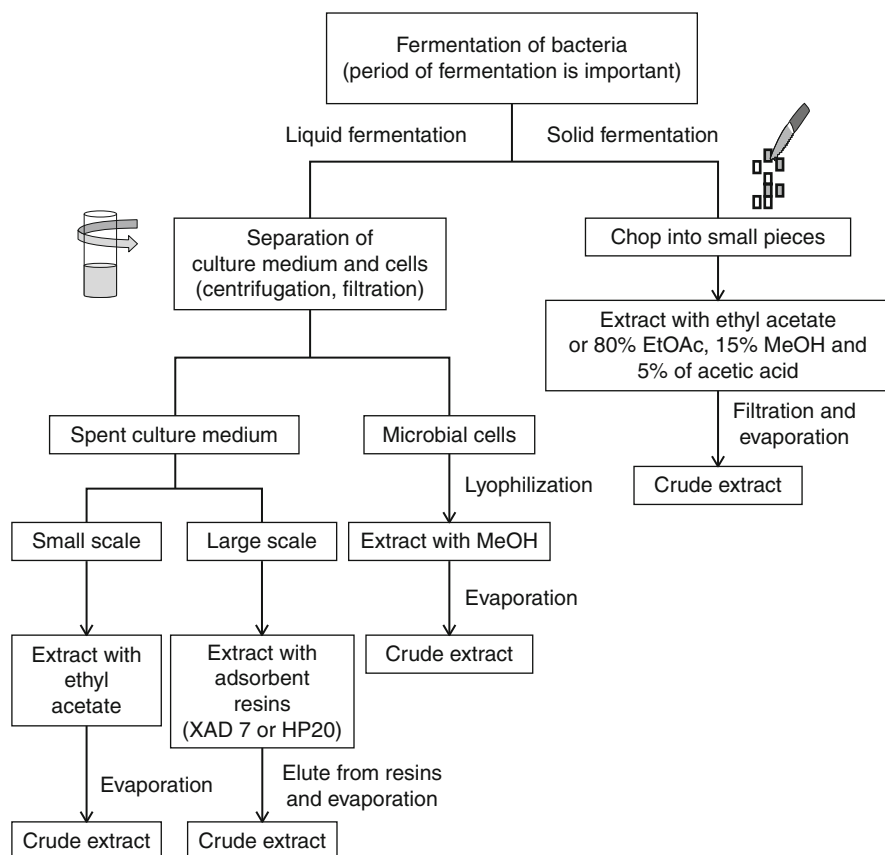 Fermentation of bacteria
(period of fermentation is important)
Liquid fermentation
Solid fermentation
Separation of
culture medium and cells
(centrifugation, filtration)
Chop into small pieces
Extract with ethyl acetate
or 80% EtOAc, 15% MeOH and
5% of acetic acid
Filtration and
evaporation
Crude extract
Spent culture medium
Microbial cells
Lyophilization
Small scale
Large scale
Extract with MeOH
Evaporation
Crude extract
Extract with
ethyl
acetate
Extract with
adsorbent
resins
(XAD 7 or HP20)
Evaporation
Elute from resins
and evaporation
Crude extract
Crude extract